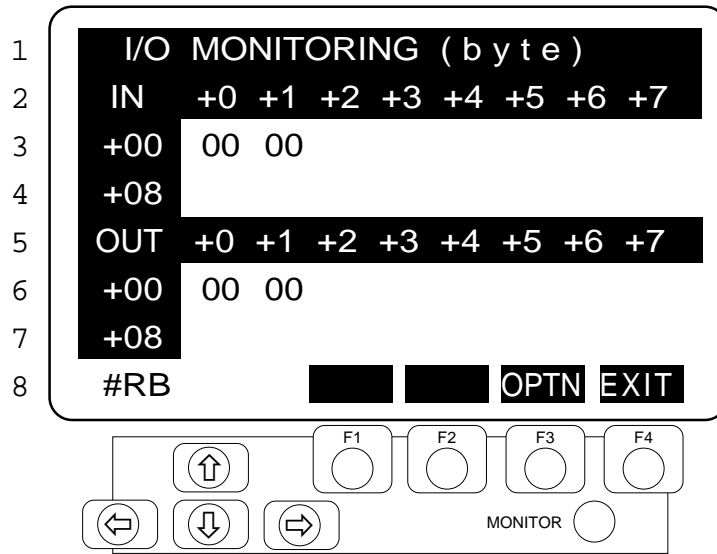 1 I/O MONITORING (byte)
2 IN +0 +1 +2 +3 +4 +5 +6 +7
3 +00 00 00
4 +08
5 OUT +0 +1 +2 +3 +4 +5 +6 +7
6 +00 00 00
7 +08
8 #RB OPTN EXIT
F1 F2 F3 F4
MONITOR